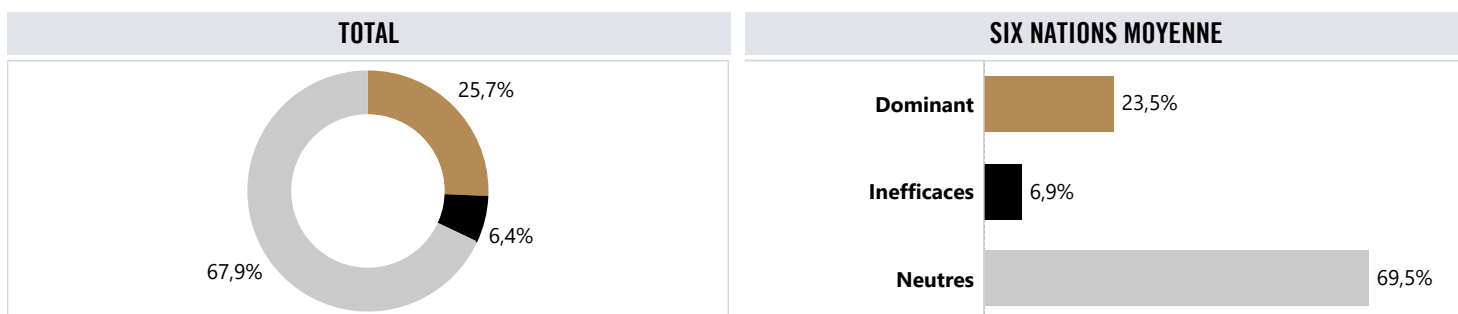 TOTAL
25,7%
6,4%
67,9%
SIX NATIONS MOYENNE
Dominant 23,5%
Inefficaces 6,9%
Neutres 69,5%